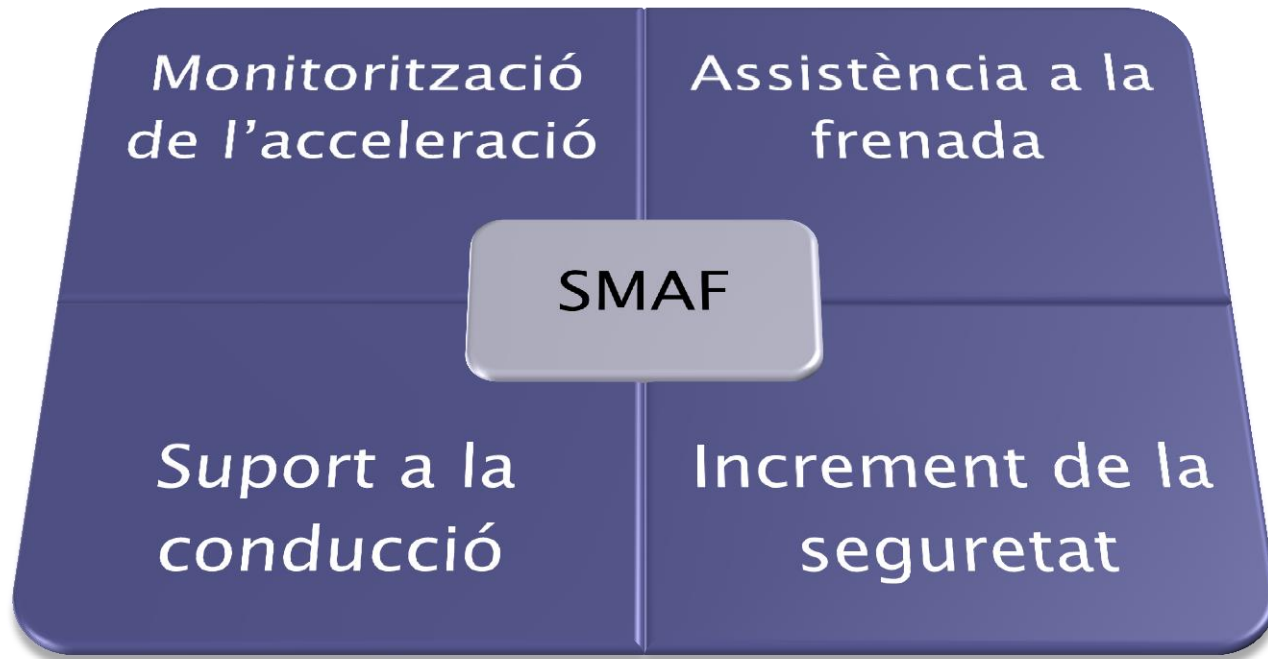 Monitorització
de l’acceleració
Assistència a la
frenada
SMAF
Suport a la
conducció
Increment de la
seguretat